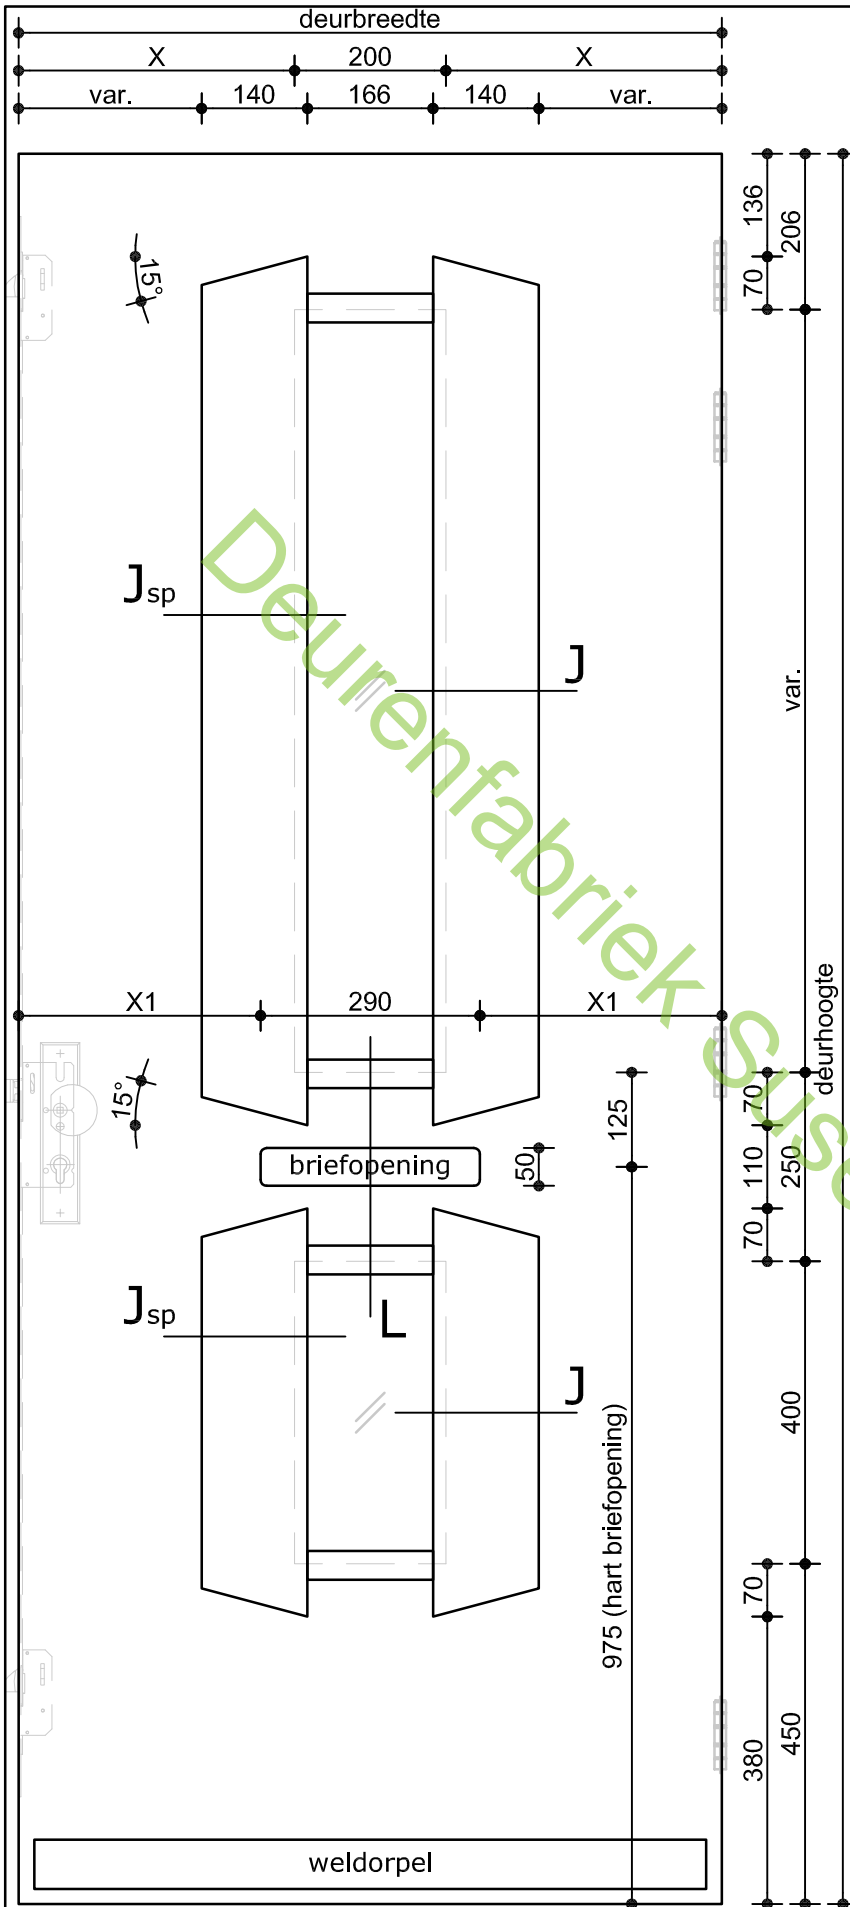 deurbreedte
X 200 X
var. 140 166 140 var.
136
206
70
15°
Jsp
J
var.
deurhoogte
X1 290 X1
15°
125
70
briefopening
50
110
250
70
Jsp
L
J
400
975 (hart briefopening)
70
450
380
weldorpel
Deurenfabriek Sus